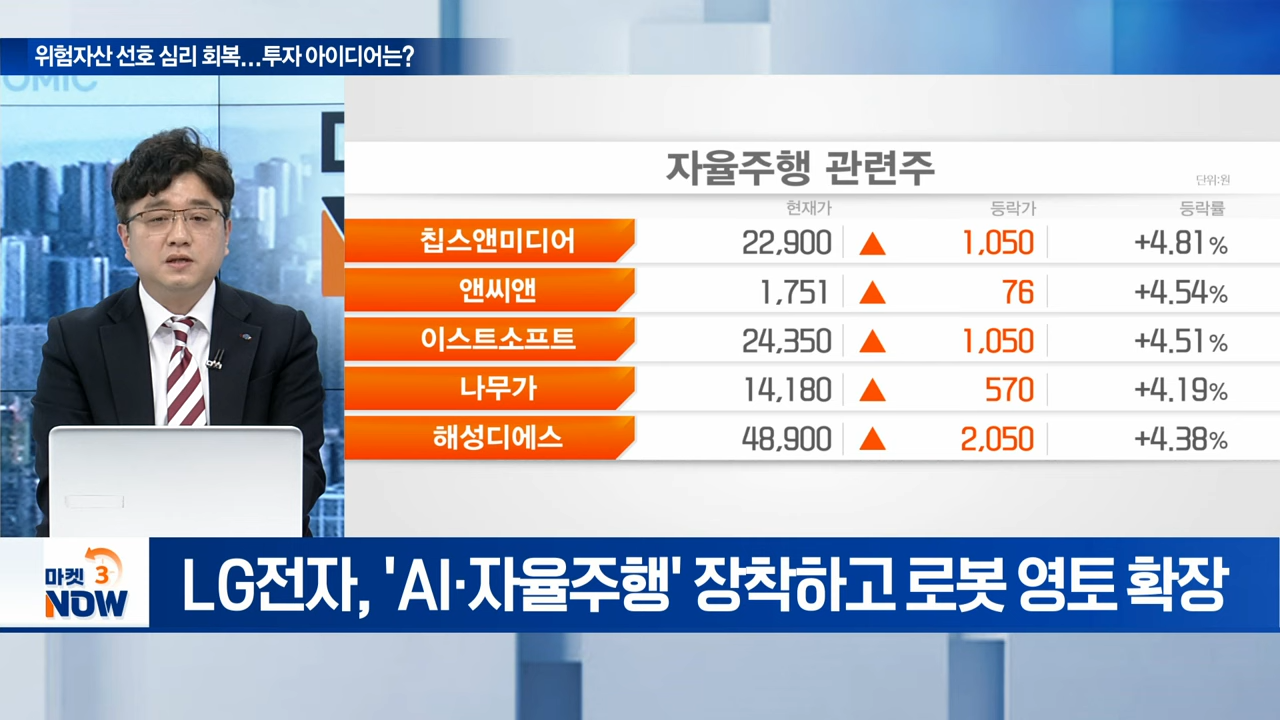 위험자산 선호 심리 회복...투자 아이디어는?
OMIC
자율주행 관련주
단위:원
현재가 등락가 등락률
칩스앤미디어 22,900 ▲ 1,050 +4.81%
앤씨앤 1,751 ▲ 76 +4.54%
이스트소프트 24,350 ▲ 1,050 +4.51%
나무가 14,180 ▲ 570 +4.19%
해성디에스 48,900 ▲ 2,050 +4.38%
마켓 3
NOW
LG전자, 'AI·자율주행' 장착하고 로봇 영토 확장